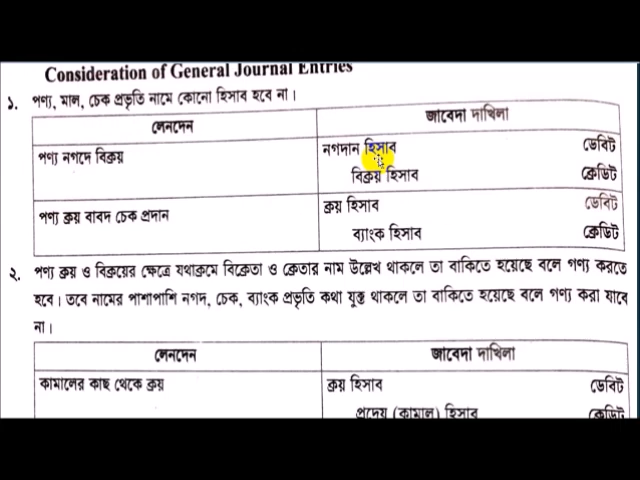 Consideration of General Journal Entries
১. পণ্য, মাল, চেক প্রভৃতি নামে কোনো হিসাব হবে না।
লেনদেন জাবেদা দাখিলা
পণ্য নগদে বিক্রয় নগদান হিসাব ডেবিট
বিক্রয় হিসাব ক্রেডিট
পণ্য ক্রয় বাবদ চেক প্রদান ক্রয় হিসাব ডেবিট
ব্যাংক হিসাব ক্রেডিট
২. পণ্য ক্রয় ও বিক্রয়ের ক্ষেত্রে যথাক্রমে বিক্রেতা ও ক্রেতার নাম উল্লেখ থাকলে তা বাকিতে হয়েছে বলে গণ্য করতে
হবে। তবে নামের পাশাপাশি নগদ, চেক, ব্যাংক প্রভৃতি কথা যুক্ত থাকলে তা বাকিতে হয়েছে বলে গণ্য করা যাবে
না।
লেনদেন জাবেদা দাখিলা
কামালের কাছ থেকে ক্রয় ক্রয় হিসাব ডেবিট
প্রদেয় (কামাল) হিসাব ক্রেডিট